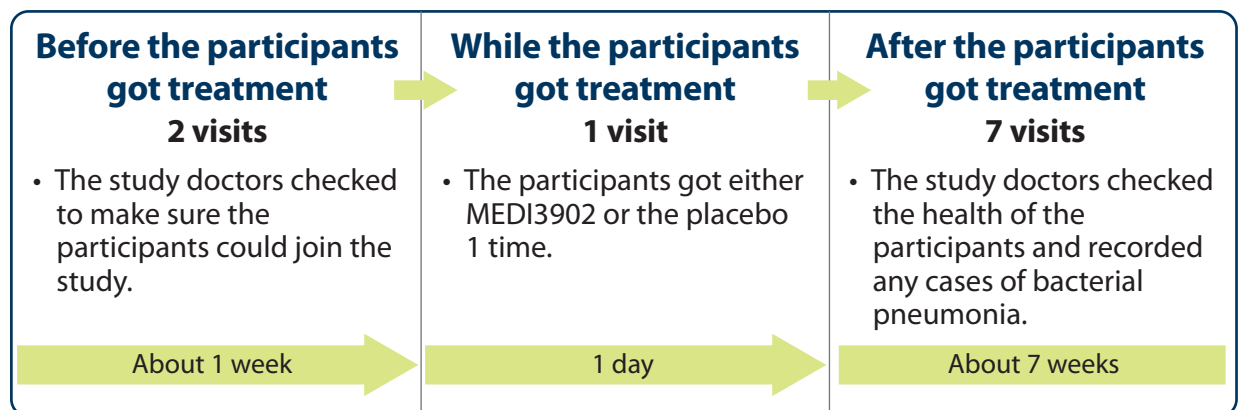 Before the participants
got treatment
2 visits
• The study doctors checked
to make sure the
participants could join the
study.
About 1 week
While the participants
got treatment
1 visit
• The participants got either
MEDI3902 or the placebo
1 time.
1 day
After the participants
got treatment
7 visits
• The study doctors checked
the health of the
participants and recorded
any cases of bacterial
pneumonia.
About 7 weeks